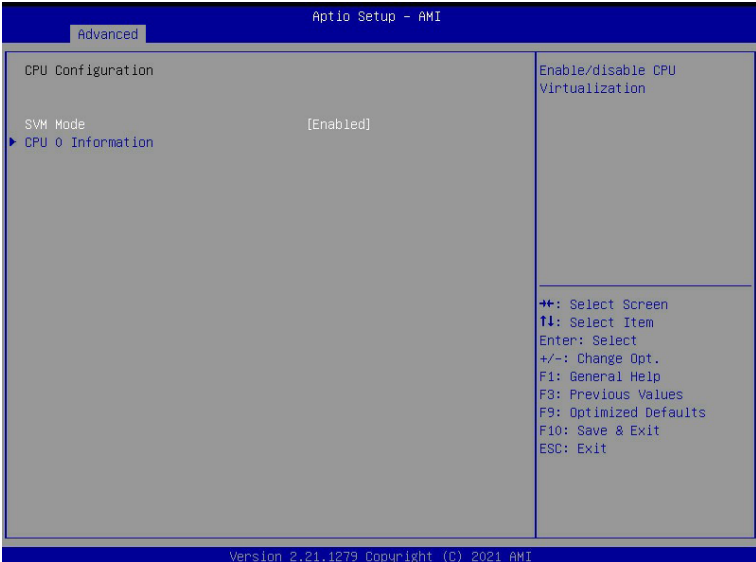 Aptio Setup – AMI
Advanced
CPU Configuration
SVM Mode [Enabled]
CPU 0 Information
Enable/disable CPU
Virtualization
→←: Select Screen
↑↓: Select Item
Enter: Select
+/-: Change Opt.
F1: General Help
F3: Previous Values
F9: Optimized Defaults
F10: Save & Exit
ESC: Exit
Version 2.21.1279 Copyright (C) 2021 AMI